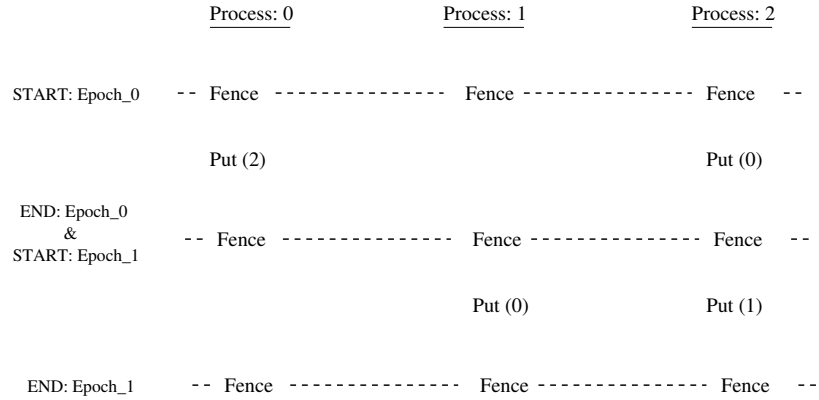 Process: 0 Process: 1 Process: 2
START: Epoch_0 Fence Fence Fence
Put (2) Put (0)
END: Epoch_0
&
START: Epoch_1
Fence Fence Fence
Put (0) Put (1)
END: Epoch_1 Fence Fence Fence